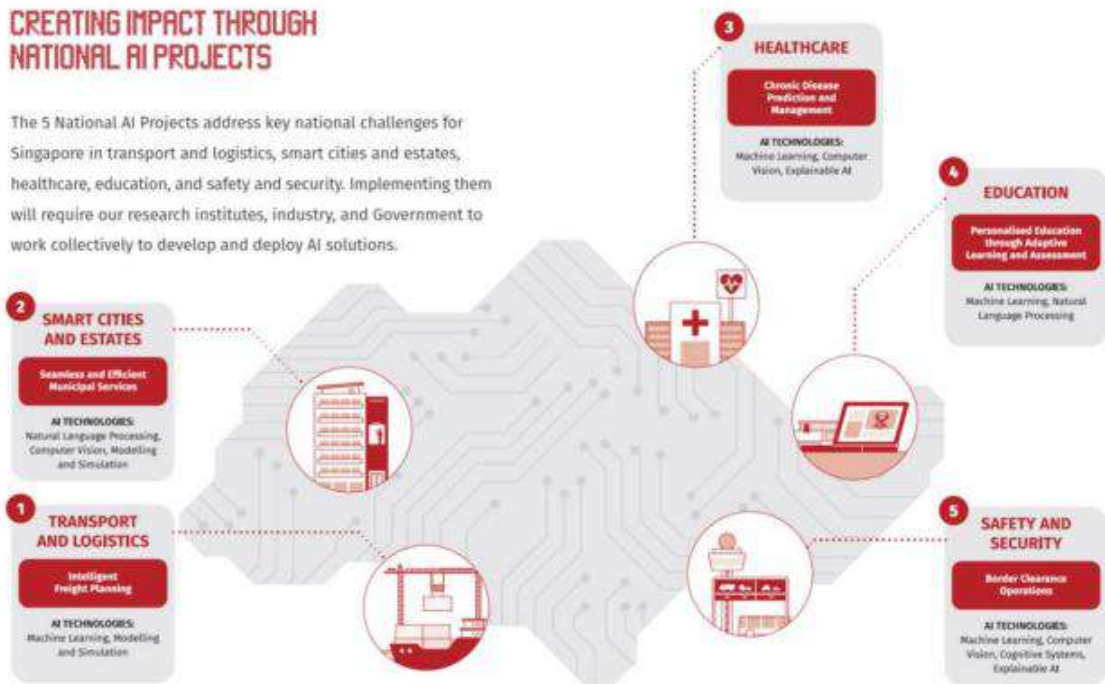 CREATING IMPACT THROUGH
NATIONAL AI PROJECTS
The 5 National AI Projects address key national challenges for
Singapore in transport and logistics, smart cities and estates,
healthcare, education, and safety and security. Implementing them
will require our research institutes, industry, and Government to
work collectively to develop and deploy AI solutions.
1
TRANSPORT
AND LOGISTICS
Intelligent
Freight Planning
AI TECHNOLOGIES:
Machine Learning, Modelling
and Simulation
2
SMART CITIES
AND ESTATES
Seamless and Efficient
Municipal Services
AI TECHNOLOGIES:
Natural Language Processing,
Computer Vision, Modelling
and Simulation
3
HEALTHCARE
Chronic Disease
Prediction and
Management
AI TECHNOLOGIES:
Machine Learning, Computer
Vision, Explainable AI
4
EDUCATION
Personalised Education
through Adaptive
Learning and Assessment
AI TECHNOLOGIES:
Machine Learning, Natural
Language Processing
5
SAFETY AND
SECURITY
Border Clearance
Operations
AI TECHNOLOGIES:
Machine Learning, Computer
Vision, Cognitive Systems,
Explainable AI